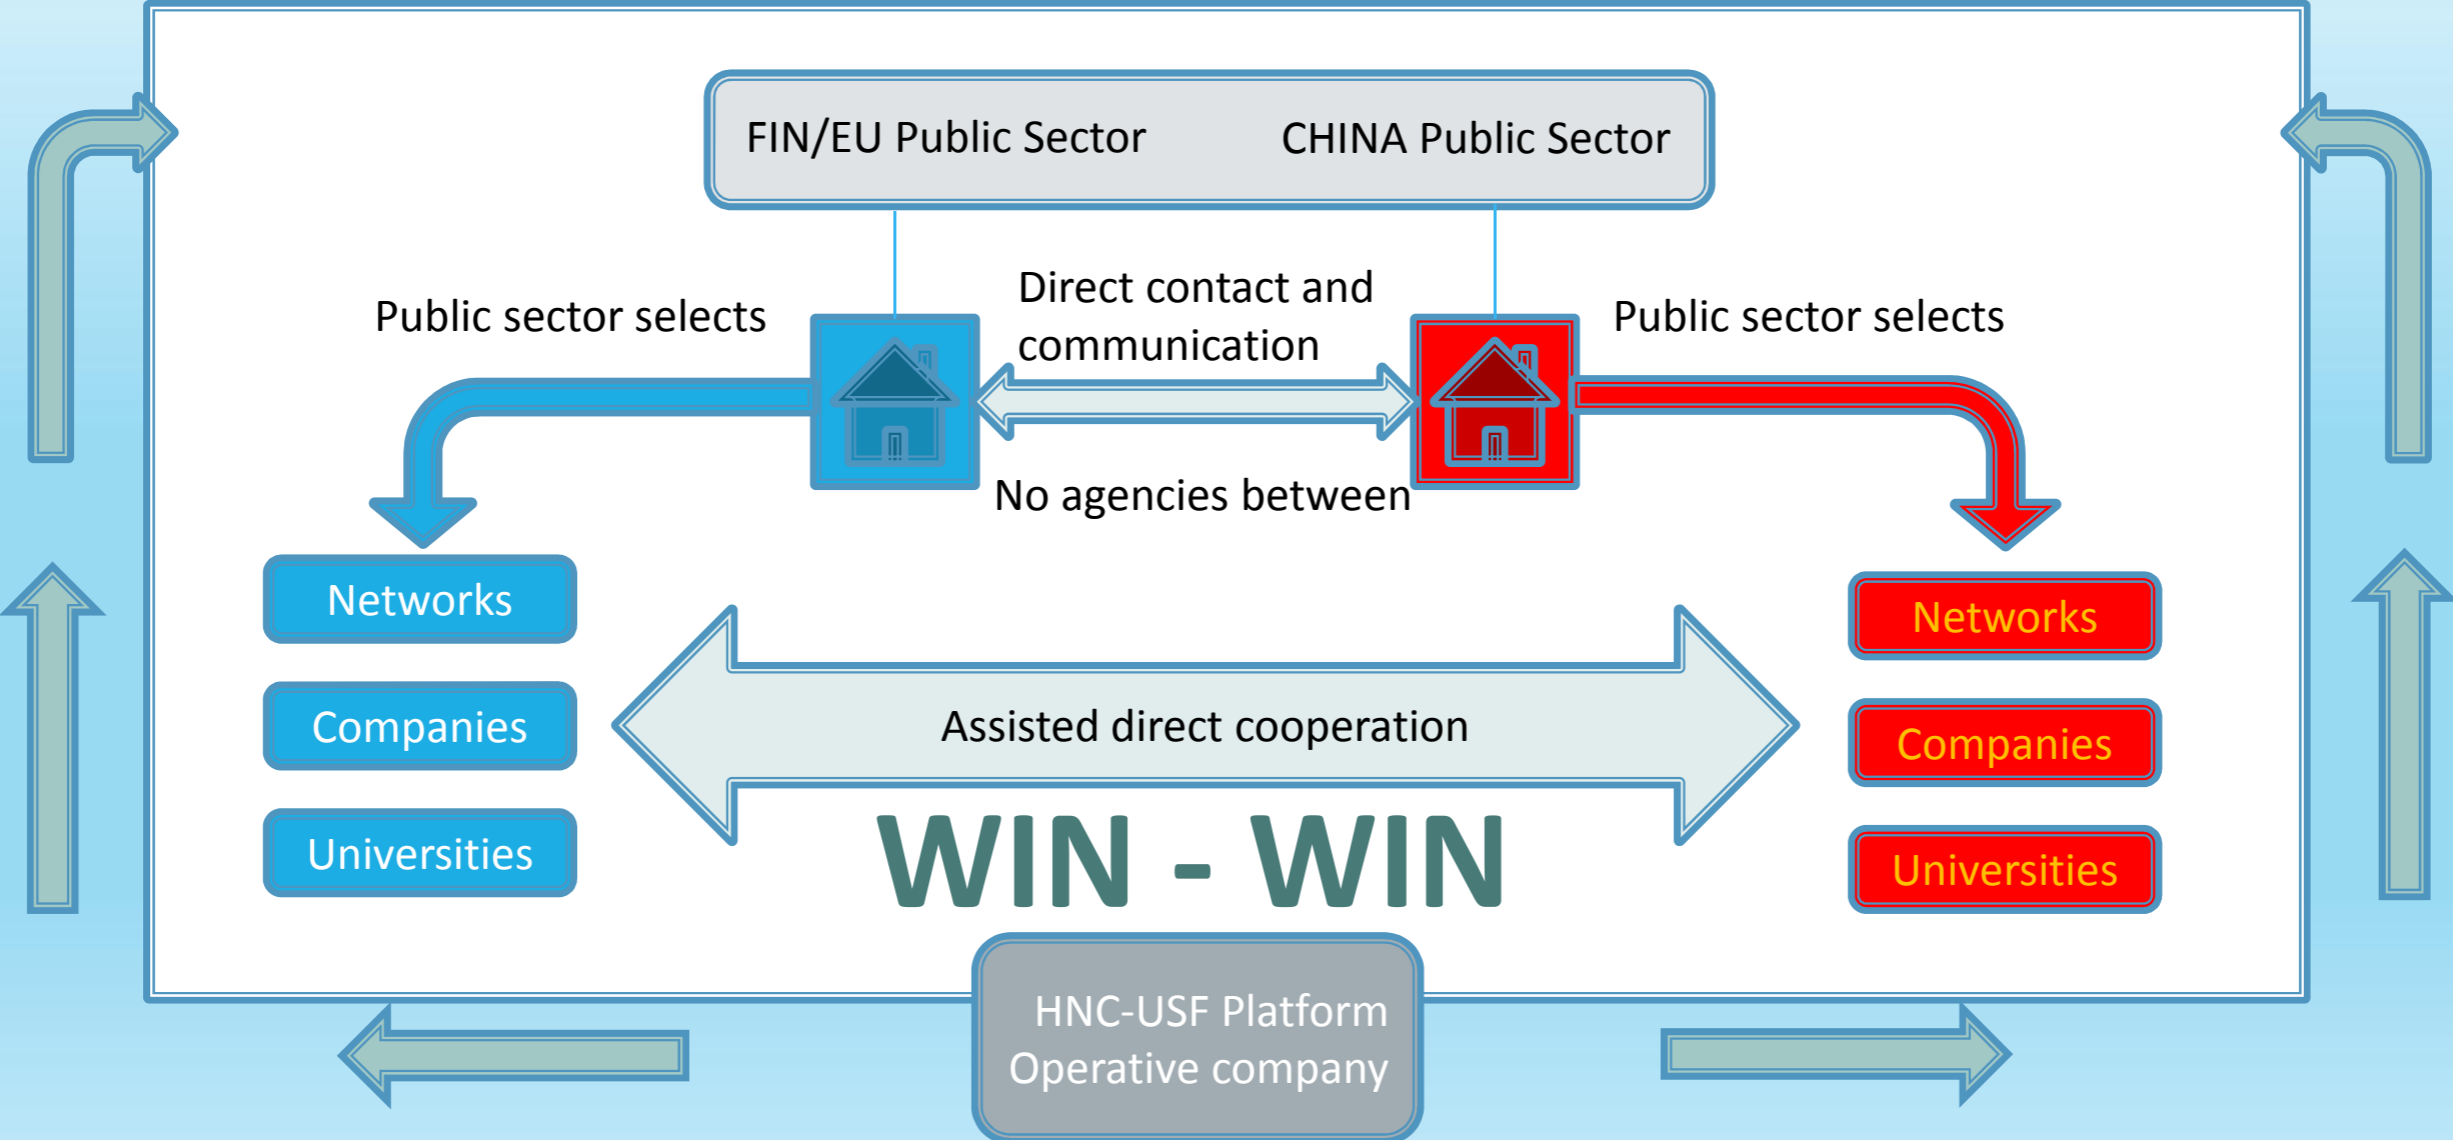 FIN/EU Public Sector
CHINA Public Sector
Public sector selects
Direct contact and
communication
Public sector selects
No agencies between
Networks
Companies
Universities
Assisted direct cooperation
Networks
Companies
Universities
WIN - WIN
HNC-USF Platform
Operative company